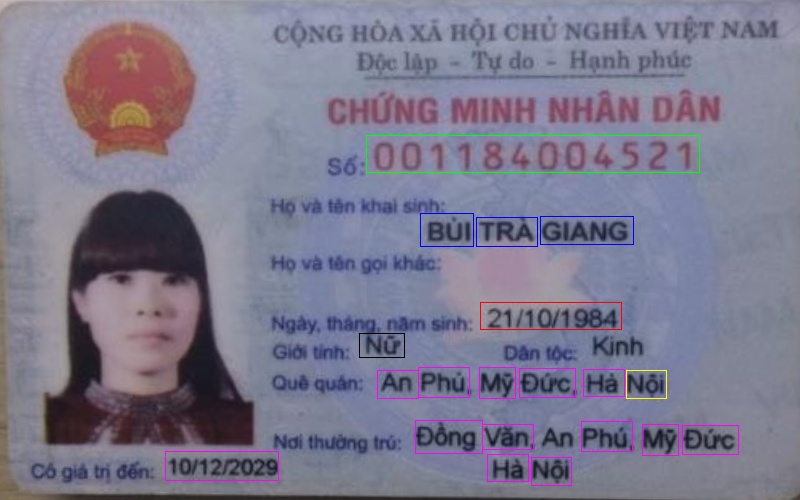 CỘNG HÒA XÃ HỘI CHỦ NGHĨA VIỆT NAM
Độc lập - Tự do - Hạnh phúc
CHỨNG MINH NHÂN DÂN
Số: 001184004521
Họ và tên khai sinh:
BÙI TRÀ GIANG
Họ và tên gọi khác:
Ngày, tháng, năm sinh: 21/10/1984
Giới tính: Nữ Dân tộc: Kinh
Quê quán: An Phú, Mỹ Đức, Hà Nội
Nơi thường trú: Đồng Văn, An Phú, Mỹ Đức
Hà Nội
Có giá trị đến: 10/12/2029